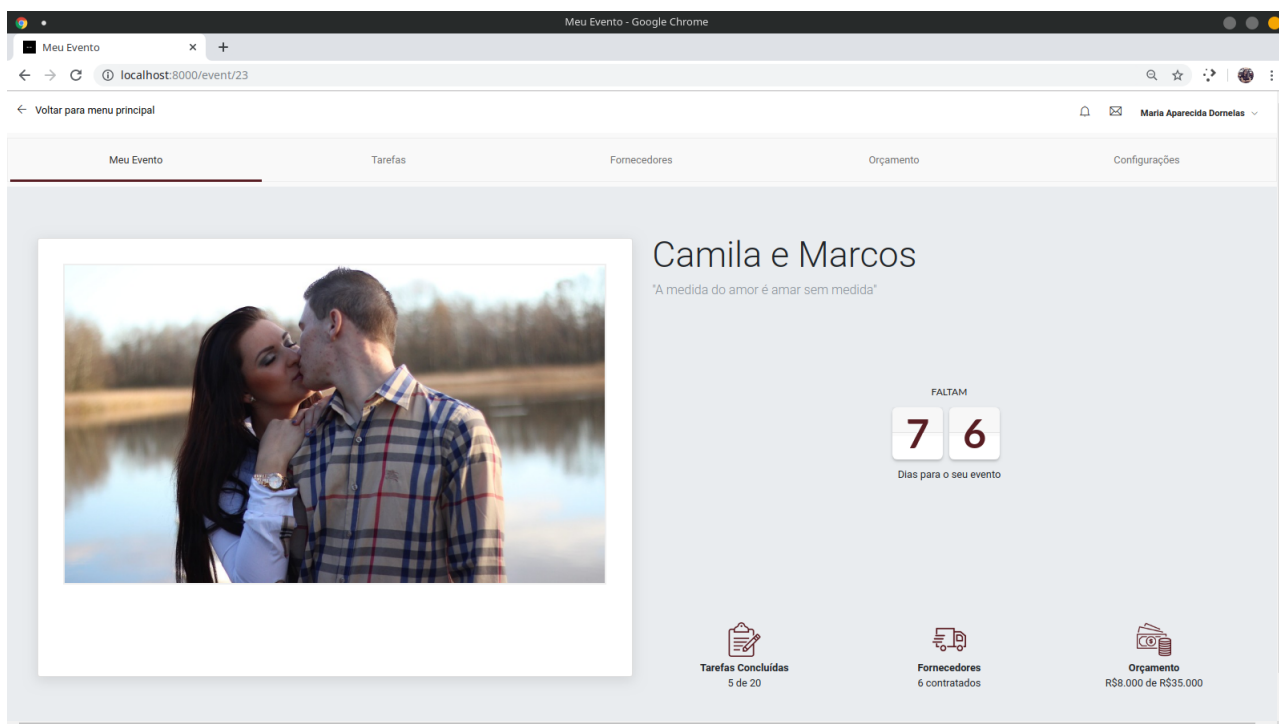 Meu Evento - Google Chrome
Meu Evento
localhost:8000/event/23
Voltar para menu principal
Maria Aparecida Dornelas
Meu Evento Tarefas Fornecedores Orçamento Configurações
Camila e Marcos
"A medida do amor é amar sem medida"
FALTAM
7 6
Dias para o seu evento
Tarefas Concluídas Fornecedores Orçamento
5 de 20 6 contratados R$8.000 de R$35.000